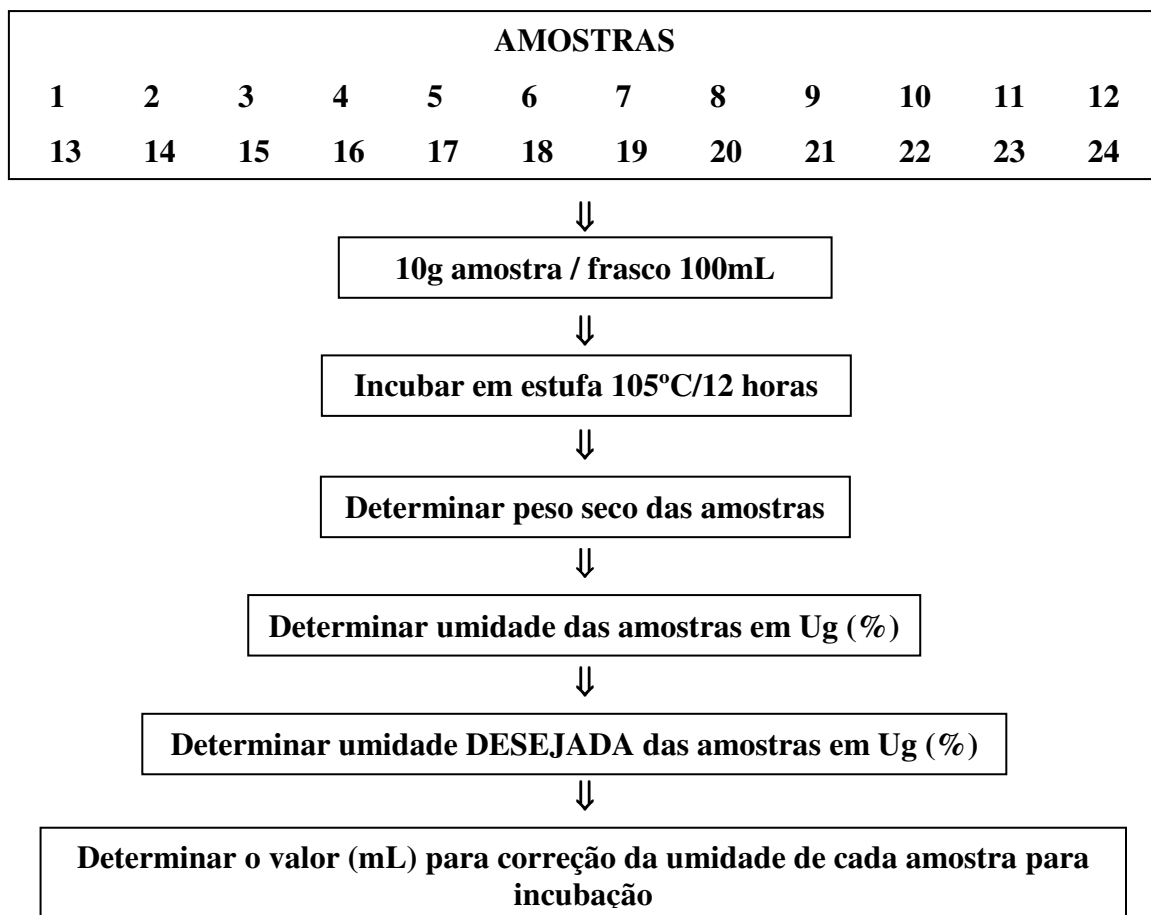 AMOSTRAS
1 2 3 4 5 6 7 8 9 10 11 12
13 14 15 16 17 18 19 20 21 22 23 24
⇓
10g amostra / frasco 100mL
⇓
Incubar em estufa 105ºC/12 horas
⇓
Determinar peso seco das amostras
⇓
Determinar umidade das amostras em Ug (%)
⇓
Determinar umidade DESEJADA das amostras em Ug (%)
⇓
Determinar o valor (mL) para correção da umidade de cada amostra para
incubação